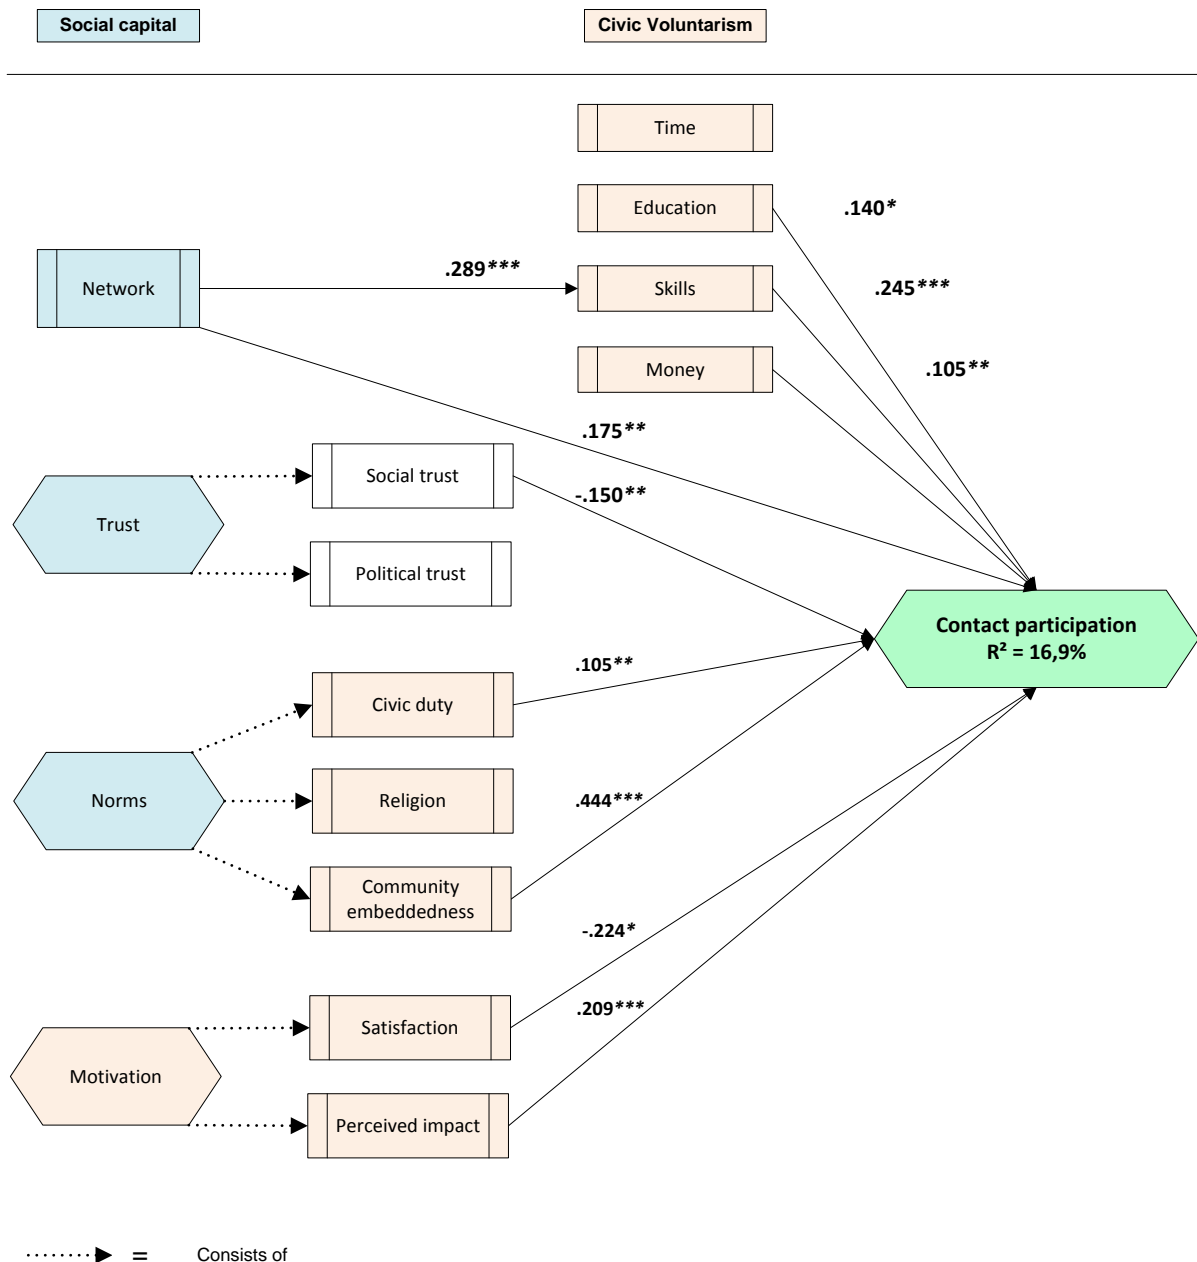 Social capital
Civic Voluntarism
Time
Education
.140*
Network
.289***
Skills
.245***
Money
.105**
.175**
Social trust
-.150**
Trust
Political trust
Contact participation
R² = 16,9%
.105**
Civic duty
Norms
Religion
.444***
Community
embeddedness
-.224*
Satisfaction
.209***
Motivation
Perceived impact
= Consists of